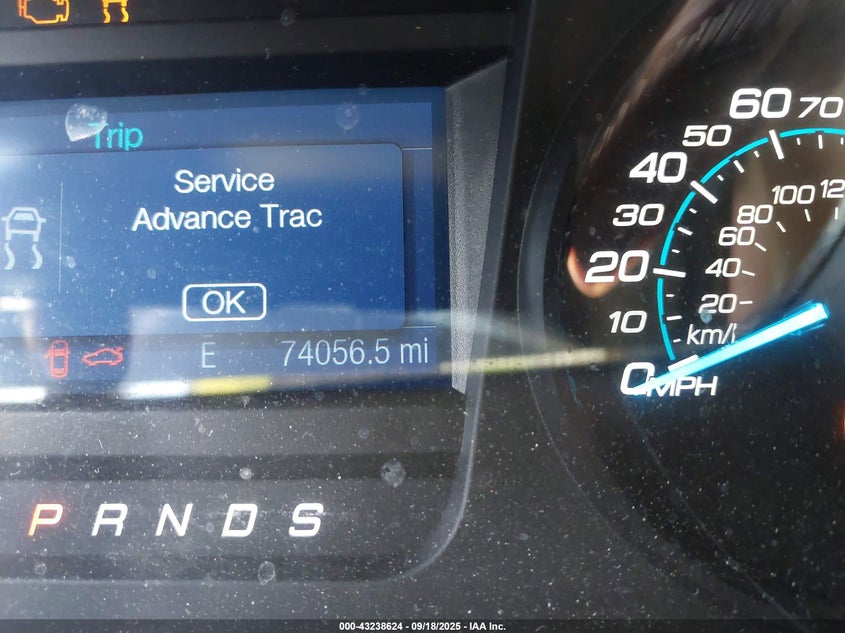 Trip
Service
Advance Trac
OK
E 74056.5 mi
P R N D S
60 70
50
40
30
20
10
0 MPH
100 12
80
60
40
20
km/
000-43238624 - 09/18/2025 - IAA Inc.